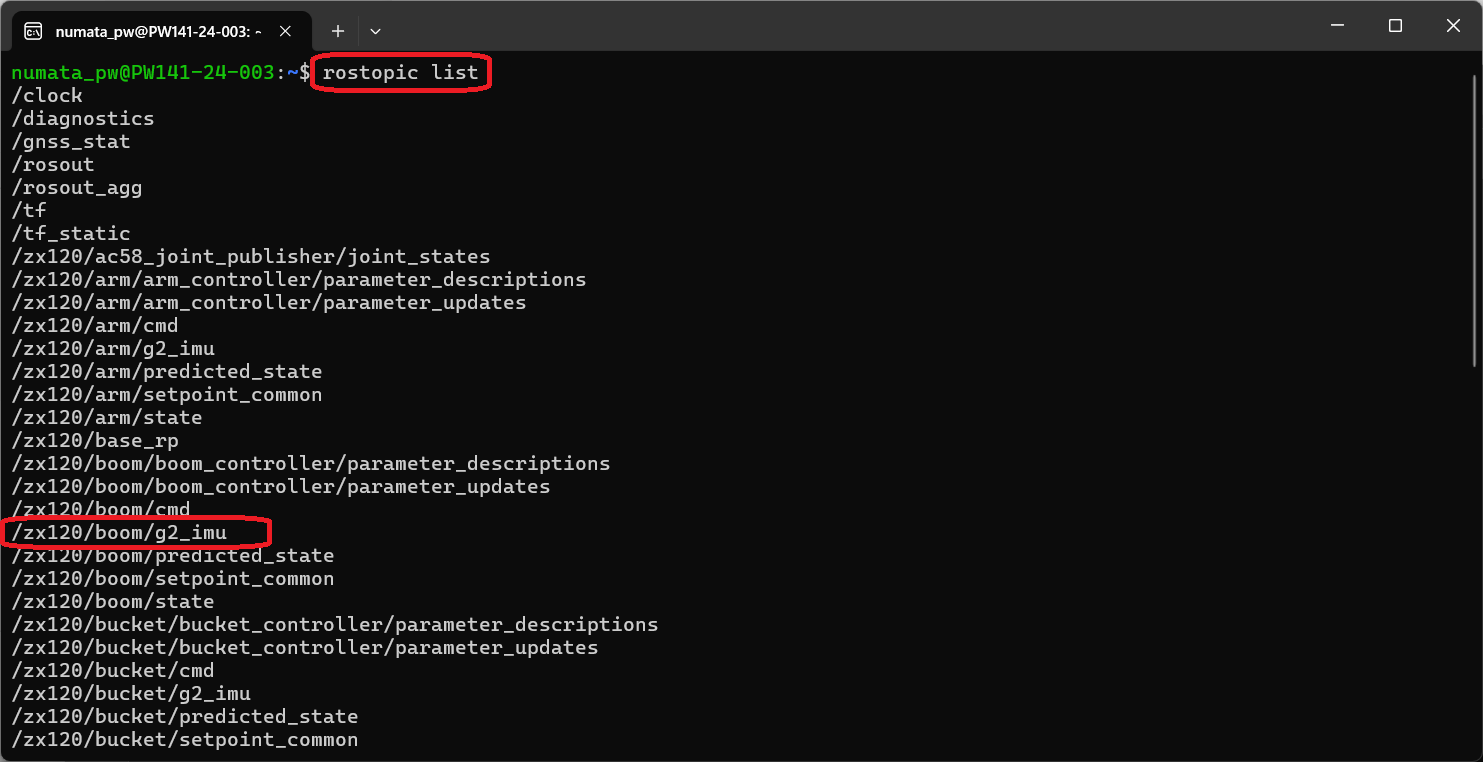 numata_pw@PW141-24-003: ~
numata_pw@PW141-24-003:~$ rostopic list
/clock
/diagnostics
/gnss_stat
/rosout
/rosout_agg
/tf
/tf_static
/zx120/ac58_joint_publisher/joint_states
/zx120/arm/arm_controller/parameter_descriptions
/zx120/arm/arm_controller/parameter_updates
/zx120/arm/cmd
/zx120/arm/g2_imu
/zx120/arm/predicted_state
/zx120/arm/setpoint_common
/zx120/arm/state
/zx120/base_rp
/zx120/boom/boom_controller/parameter_descriptions
/zx120/boom/boom_controller/parameter_updates
/zx120/boom/cmd
/zx120/boom/g2_imu
/zx120/boom/predicted_state
/zx120/boom/setpoint_common
/zx120/boom/state
/zx120/bucket/bucket_controller/parameter_descriptions
/zx120/bucket/bucket_controller/parameter_updates
/zx120/bucket/cmd
/zx120/bucket/g2_imu
/zx120/bucket/predicted_state
/zx120/bucket/setpoint_common